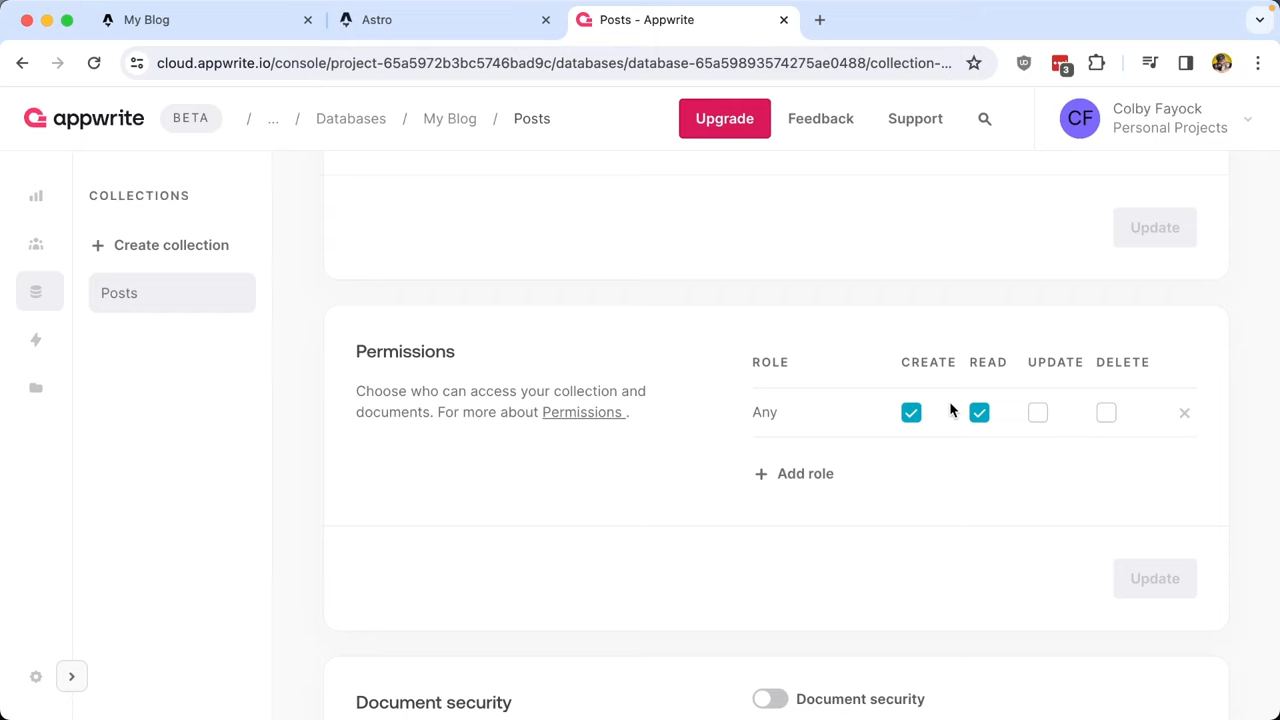 My Blog
Astro
Posts - Appwrite
cloud.appwrite.io/console/project-65a5972b3bc5746bad9c/databases/database-65a59893574275ae0488/collection-...
3
appwrite
BETA
/ ... / Databases / My Blog / Posts
Upgrade
Feedback
Support
CF
Colby Fayock
Personal Projects
COLLECTIONS
+ Create collection
Posts
Update
Permissions
Choose who can access your collection and
documents. For more about Permissions .
ROLE CREATE READ UPDATE DELETE
Any
+ Add role
Update
Document security
Document security